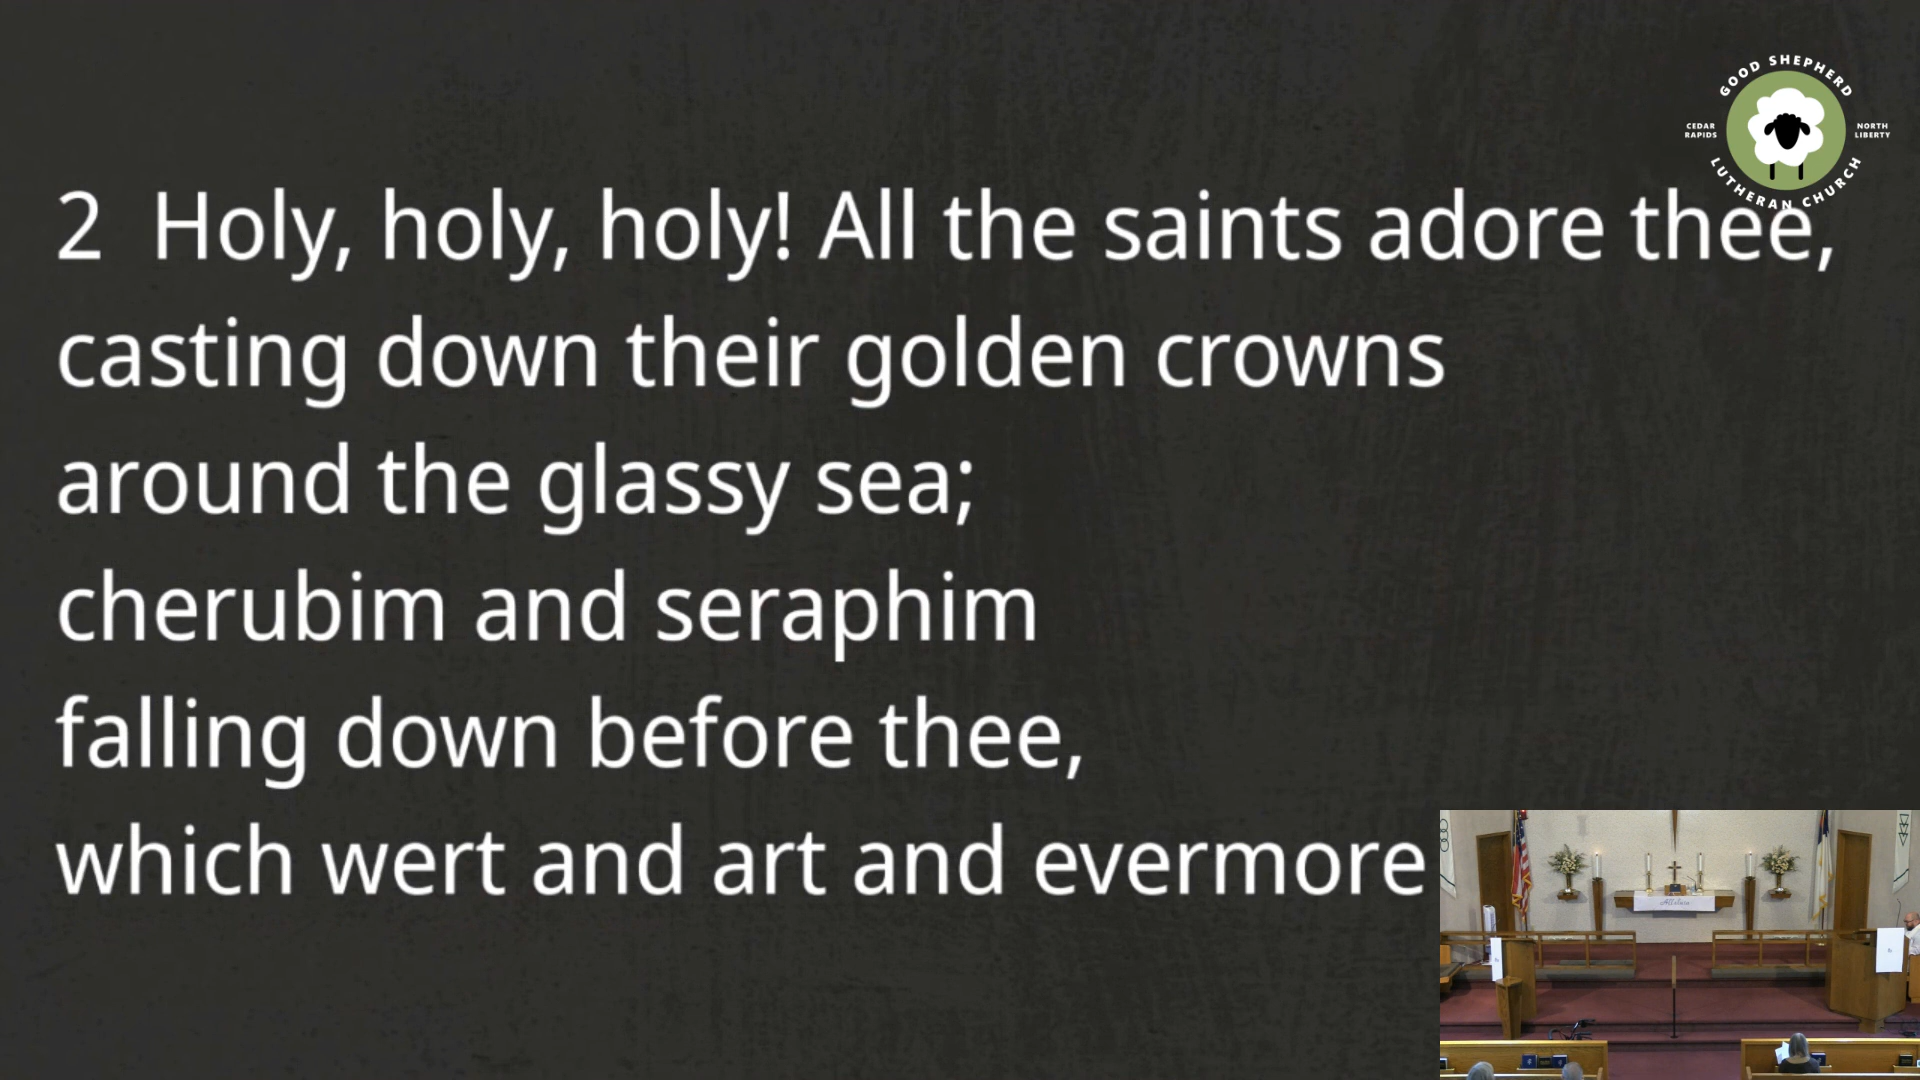 GOOD SHEPHERD
CEDAR RAPIDS
NORTH LIBERTY
LUTHERAN CHURCH
2 Holy, holy, holy! All the saints adore thee,
casting down their golden crowns
around the glassy sea;
cherubim and seraphim
falling down before thee,
which wert and art and evermore
Alleluia